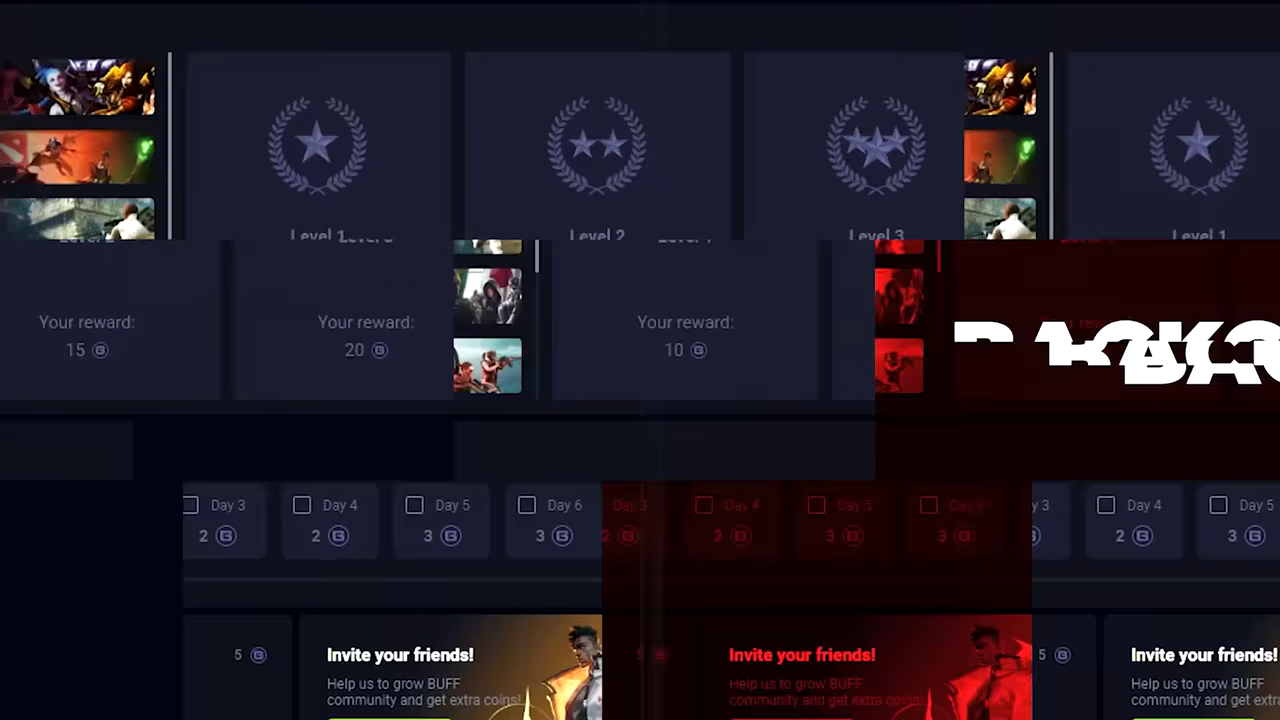 Level 1
Level 2
Level 3
Level 1
Your reward:
15
Your reward:
20
Your reward:
10
Day 3
2
Day 4
2
Day 5
3
Day 6
3
Day 4
3
Day 5
3
Day 4
2
Day 5
3
5
Invite your friends!
Help us to grow BUFF
community and get extra coins!
Invite your friends!
Help us to grow BUFF
community and get extra coins!
5
Invite your friends!
Help us to grow BUFF
community and get extra